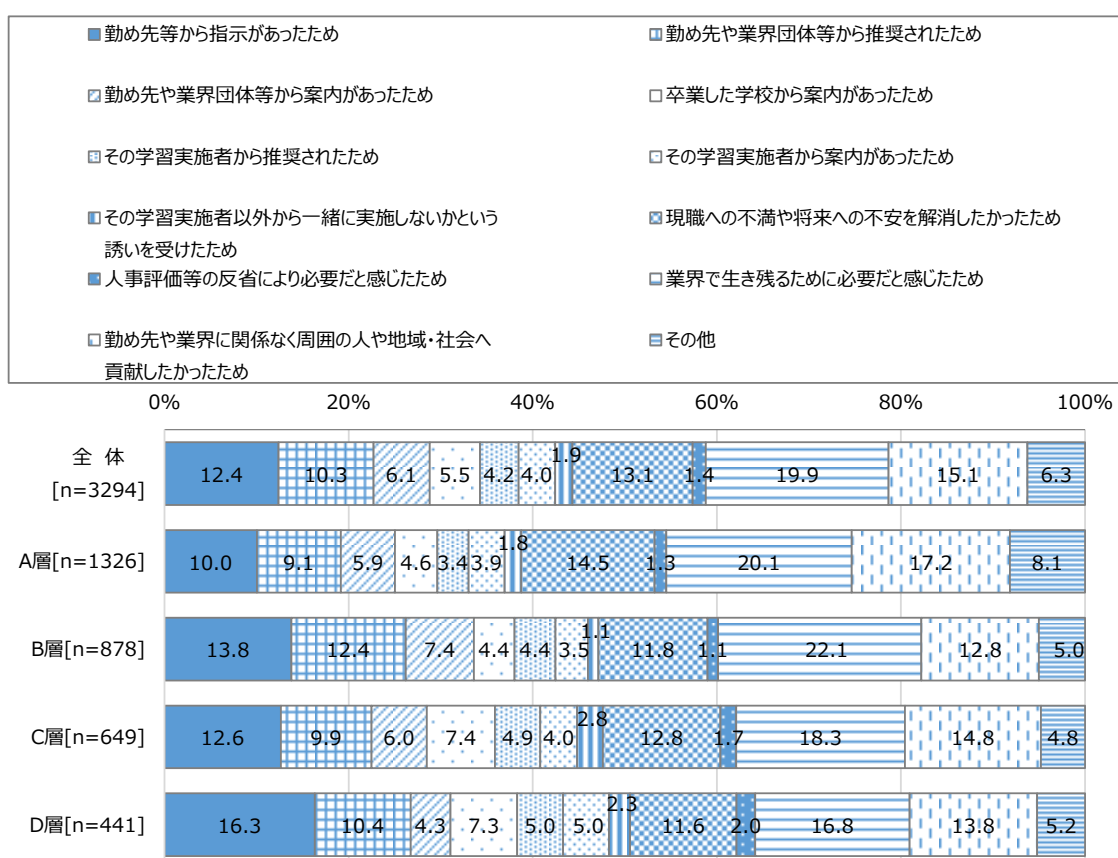 勤め先等から指示があったため
勤め先や業界団体等から推奨されたため
勤め先や業界団体等から案内があったため
卒業した学校から案内があったため
その学習実施者から推奨されたため
その学習実施者から案内があったため
その学習実施者以外から一緒に実施しないかという
誘いを受けたため
現職への不満や将来への不安を解消したかったため
人事評価等の反省により必要だと感じたため
業界で生き残るために必要だと感じたため
勤め先や業界に関係なく周囲の人や地域・社会へ
貢献したかったため
その他
0% 20% 40% 60% 80% 100%
全 体
[n=3294]
12.4 10.3 6.1 5.5 4.2 4.0 1.9 13.1 1.4 19.9 15.1 6.3
A層[n=1326] 10.0 9.1 5.9 4.6 3.4 3.9 1.8 14.5 1.3 20.1 17.2 8.1
B層[n=878] 13.8 12.4 7.4 4.4 4.4 3.5 1.1 11.8 1.1 22.1 12.8 5.0
C層[n=649] 12.6 9.9 6.0 7.4 4.9 4.0 2.8 12.8 1.7 18.3 14.8 4.8
D層[n=441] 16.3 10.4 4.3 7.3 5.0 5.0 2.3 11.6 2.0 16.8 13.8 5.2